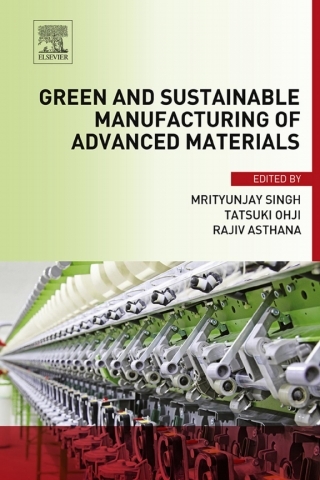 ELSEVIER
GREEN AND SUSTAINABLE
MANUFACTURING OF
ADVANCED MATERIALS
EDITED BY
MRITYUNJAY SINGH
TATSUKI OHJI
RAJIV ASTHANA